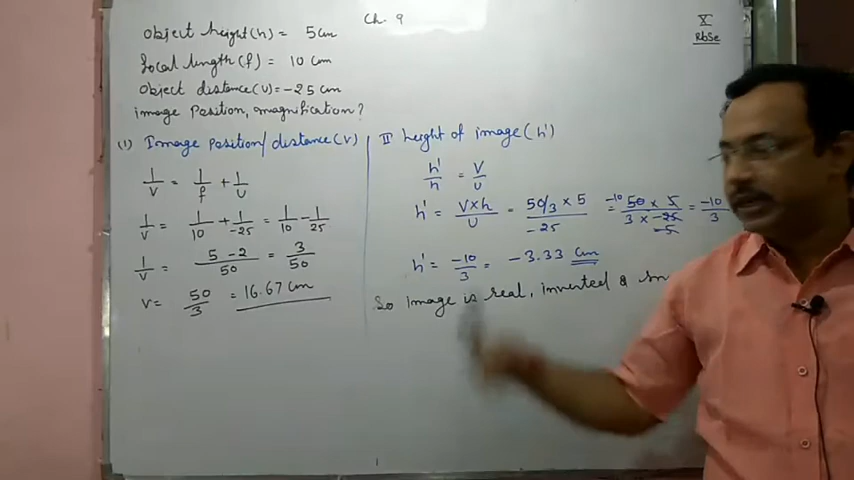 Ch. 9
X
RBSE
object height (h) = 5 cm
focal length (f) = 10 cm
object distance (u) = -25 cm
image position, magnification?
(1) Image position/distance (v)
1/v = 1/f + 1/u
1/v = 1/10 + 1/-25 = 1/10 - 1/25
1/v = 5-2/50 = 3/50
v = 50/3 = 16.67 cm
II height of image (h')
h'/h = v/u
h' = v×h/u = 50/3 × 5/-25 = -10 50 × 5/3 × -25 -5 = -10/3
h' = -10/3 = -3.33 cm
So image is real, inverted &